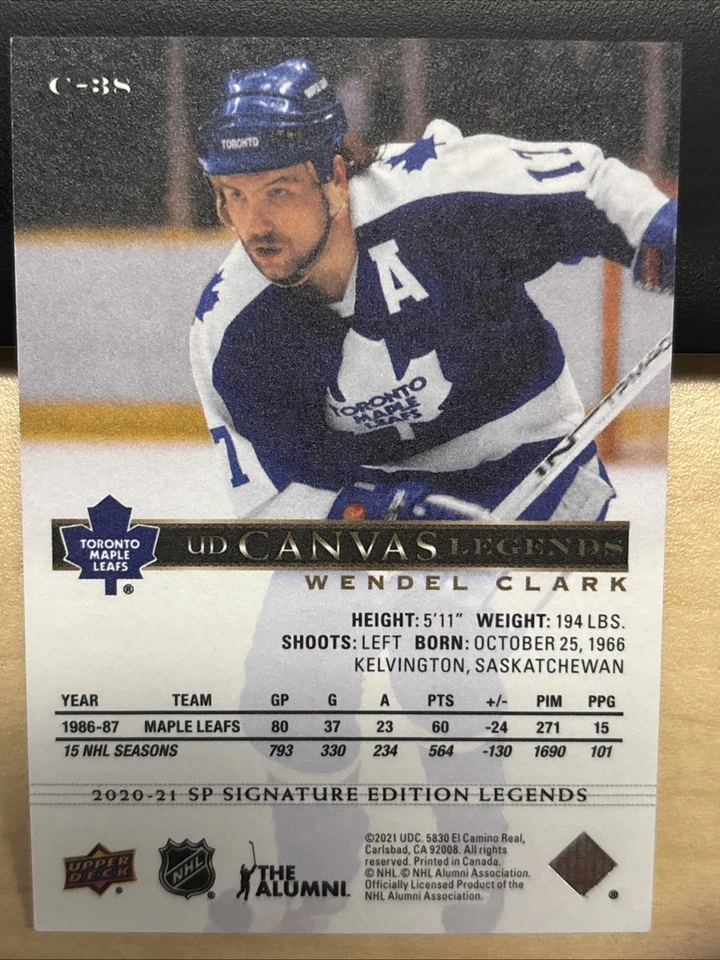 C-38
TORONTO
17
A
TORONTO
MAPLE
LEAFS
7
TORONTO
MAPLE
LEAFS
®
UD CANVAS LEGENDS
WENDEL CLARK
HEIGHT: 5'11" WEIGHT: 194 LBS.
SHOOTS: LEFT BORN: OCTOBER 25, 1966
KELVINGTON, SASKATCHEWAN
YEAR TEAM GP G A PTS +/- PIM PPG
1986-87 MAPLE LEAFS 80 37 23 60 -24 271 15
15 NHL SEASONS 793 330 234 564 -130 1690 101
2020-21 SP SIGNATURE EDITION LEGENDS
UPPER
DECK
®
NHL
®
THE
ALUMNI
©2021 UDC. 5830 El Camino Real,
Carlsbad, CA 92008. All rights
reserved. Printed in Canada.
© NHL. © NHL Alumni Association.
Officially Licensed Product of the
NHL Alumni Association.
®